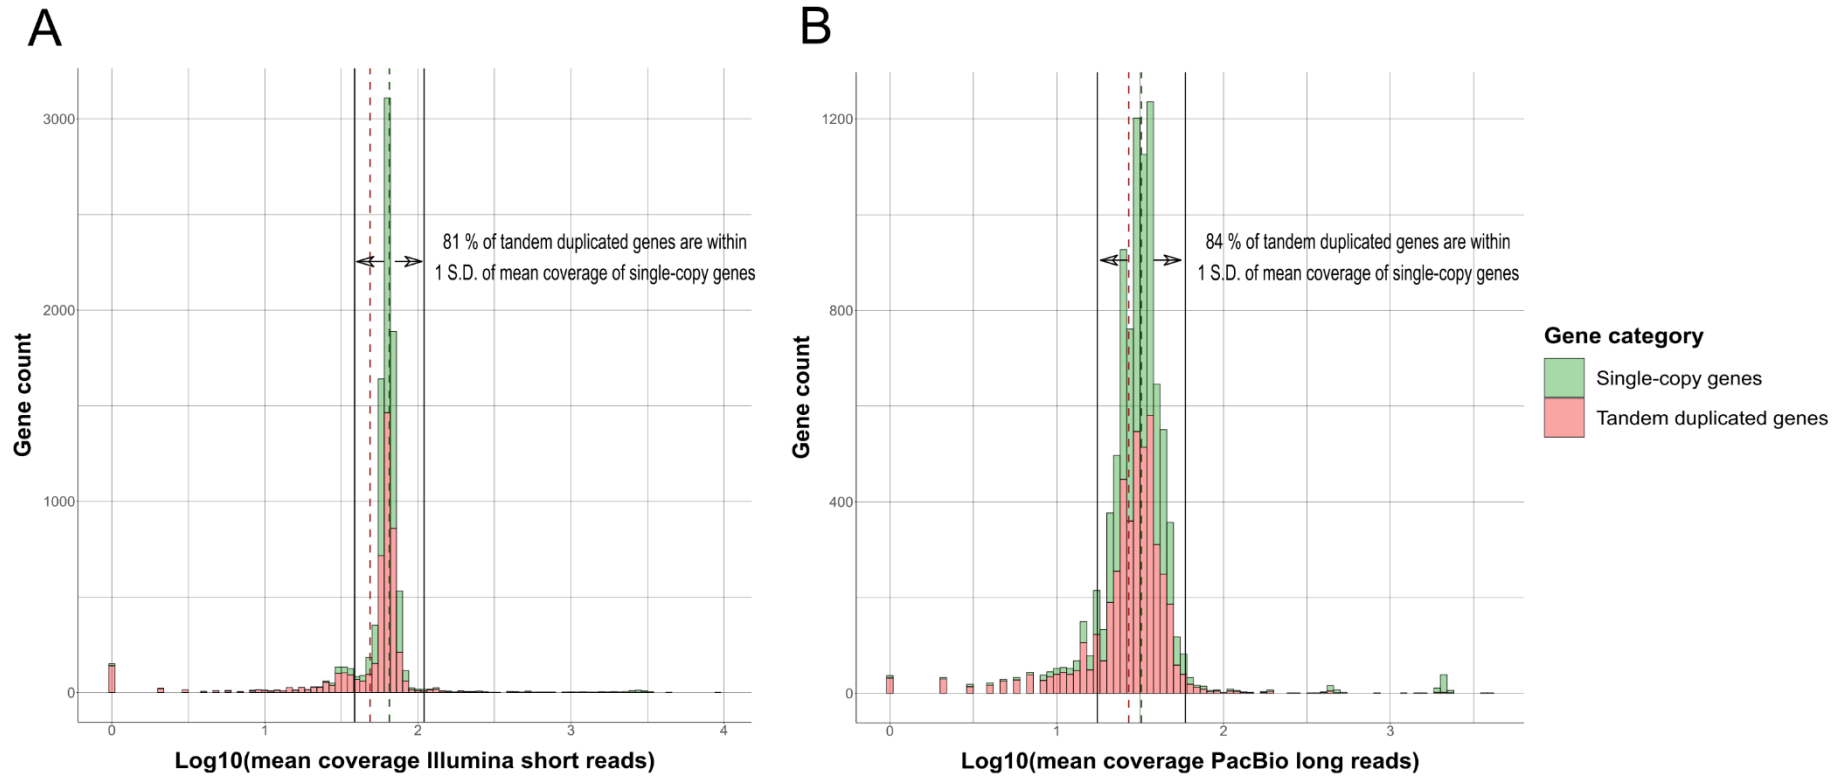 A
B
3000
2000
1000
0
0
1
2
3
4
81 % of tandem duplicated genes are within
1 S.D. of mean coverage of single-copy genes
Gene count
Log10(mean coverage Illumina short reads)
1200
800
400
0
0
1
2
3
84 % of tandem duplicated genes are within
1 S.D. of mean coverage of single-copy genes
Gene count
Log10(mean coverage PacBio long reads)
Gene category
Single-copy genes
Tandem duplicated genes